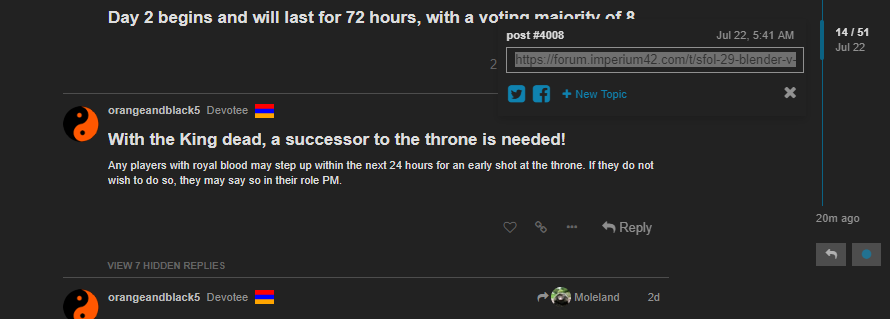 Day 2 begins and will last for 72 hours, with a voting majority of 8
post #4008
Jul 22, 5:41 AM
https://forum.imperium42.com/t/sfol-29-blender-v-
2
+ New Topic
14 / 51
Jul 22
orangeandblack5 Devotee
With the King dead, a successor to the throne is needed!
Any players with royal blood may step up within the next 24 hours for an early shot at the throne. If they do not
wish to do so, they may say so in their role PM.
Reply
20m ago
VIEW 7 HIDDEN REPLIES
orangeandblack5 Devotee
Moleland
2d